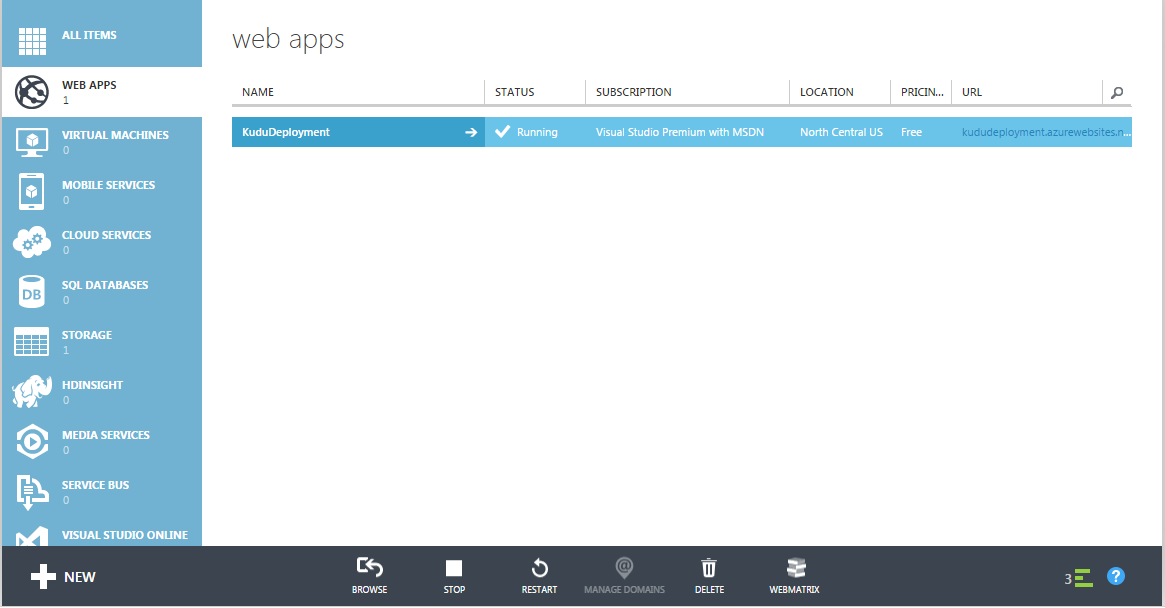 ALL ITEMS
WEB APPS
1
VIRTUAL MACHINES
0
MOBILE SERVICES
0
CLOUD SERVICES
0
SQL DATABASES
0
DB
STORAGE
1
HDINSIGHT
0
MEDIA SERVICES
0
SERVICE BUS
0
VISUAL STUDIO ONLINE
web apps
NAME STATUS SUBSCRIPTION LOCATION PRICIN... URL
KuduDeployment Running Visual Studio Premium with MSDN North Central US Free kududeployment.azurewebsites.n...
NEW
BROWSE STOP RESTART MANAGE DOMAINS DELETE WEBMATRIX
3 ?